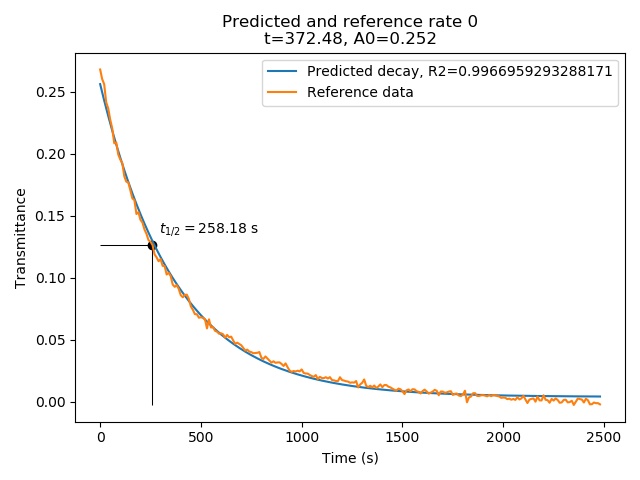 Predicted and reference rate 0
t=372.48, A0=0.252
Predicted decay, R2=0.9966959293288171
Reference data
0.25
0.20
0.15
0.10
0.05
0.00
Transmittance
t1/2 = 258.18 s
0 500 1000 1500 2000 2500
Time (s)